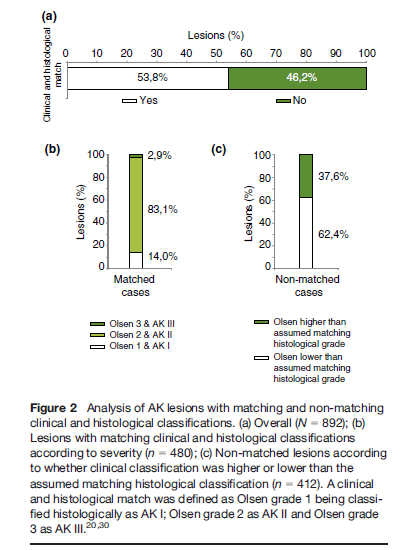 (a)
Lesions (%)
0 10 20 30 40 50 60 70 80 90 100
Clinical and histological
match
53,8% 46,2%
Yes No
(b)
Lesions (%)
100
80
60
40
20
0
2,9%
83,1%
14,0%
Matched
cases
Olsen 3 & AK III
Olsen 2 & AK II
Olsen 1 & AK I
(c)
Lesions (%)
100
80
60
40
20
0
37,6%
62,4%
Non-matched
cases
Olsen higher than
assumed matching
histological grade
Olsen lower than
assumed matching
histological grade
Figure 2 Analysis of AK lesions with matching and non-matching
clinical and histological classifications. (a) Overall (N = 892); (b)
Lesions with matching clinical and histological classifications
according to severity (n = 480); (c) Non-matched lesions according
to whether clinical classification was higher or lower than the
assumed matching histological classification (n = 412). A clinical
and histological match was defined as Olsen grade 1 being classi-
fied histologically as AK I; Olsen grade 2 as AK II and Olsen grade
3 as AK III.20,30